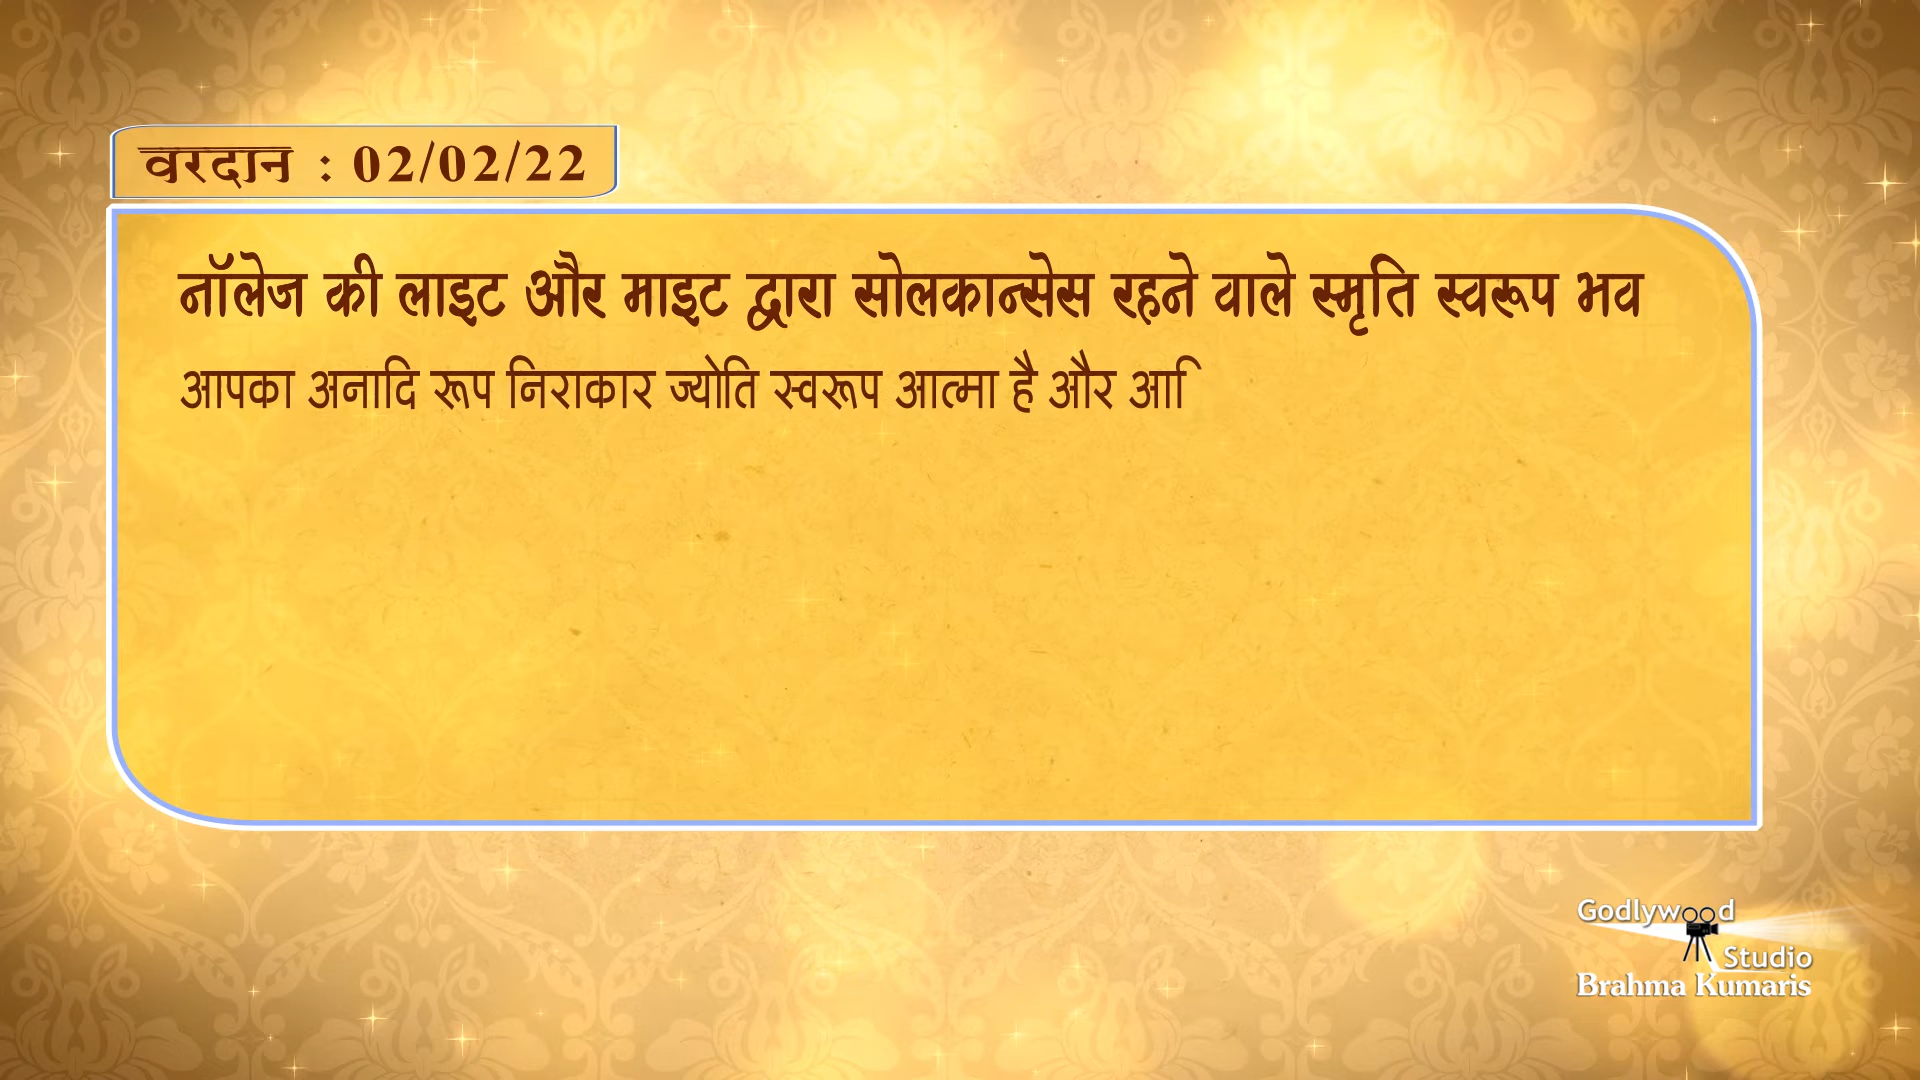 वरदान : 02/02/22
नॉलेज की लाइट और माइट द्वारा सोलकान्सेस रहने वाले स्मृति स्वरूप भव
आपका अनादि रूप निराकार ज्योति स्वरूप आत्मा है और आि
Godlywood
Studio
Brahma Kumaris